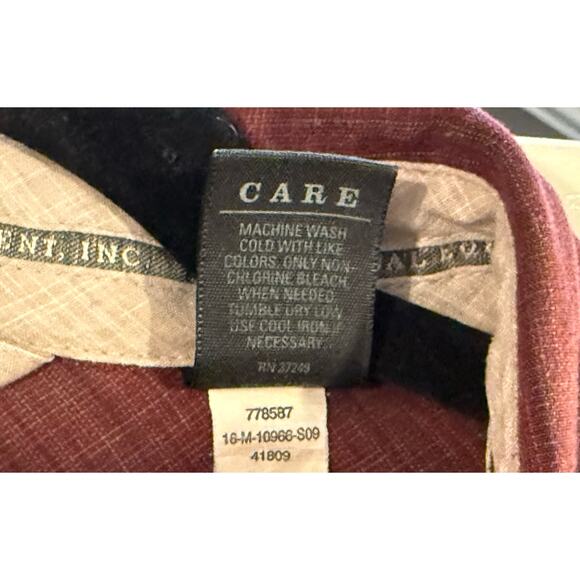 CARE
MACHINE WASH
COLD WITH LIKE
COLORS. ONLY NON-
CHLORINE BLEACH
WHEN NEEDED.
TUMBLE DRY LOW.
USE COOL IRON IF
NECESSARY.
RN 37249
ENT, INC
778587
16-M-10966-S09
41809